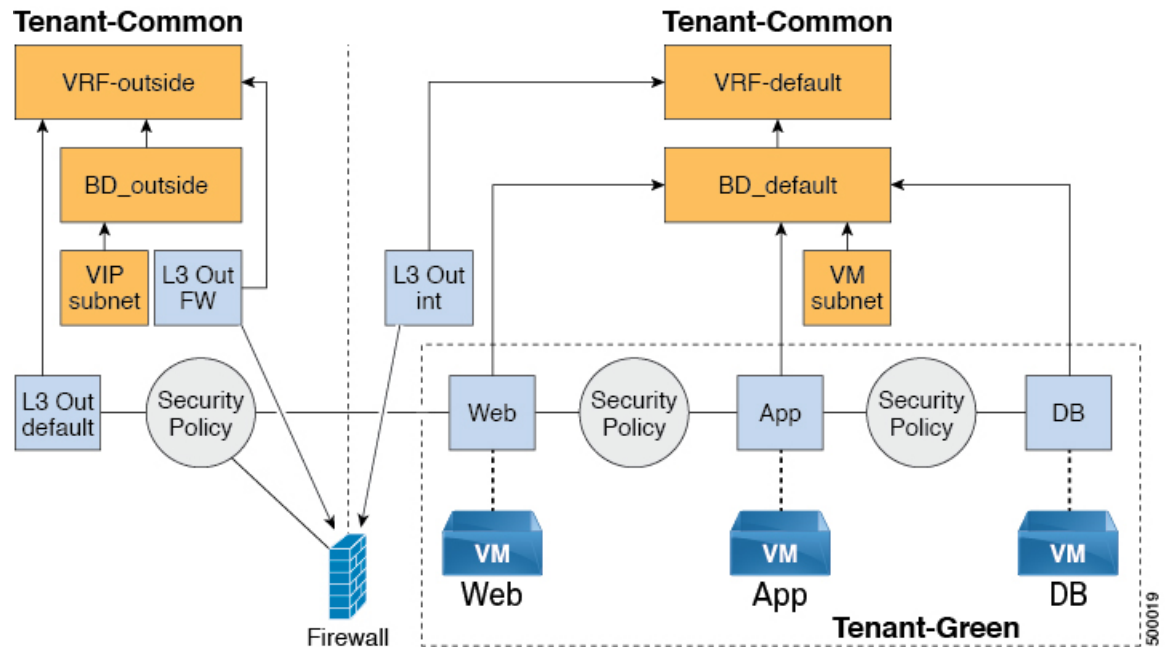 Tenant-Common
Tenant-Common
VRF-outside
VRF-default
BD_outside
BD_default
VIP
subnet
L3 Out
FW
L3 Out
int
VM
subnet
L3 Out
default
Security
Policy
Web
Security
Policy
App
Security
Policy
DB
VM
VM
VM
Web
App
DB
Firewall
Tenant-Green
500019